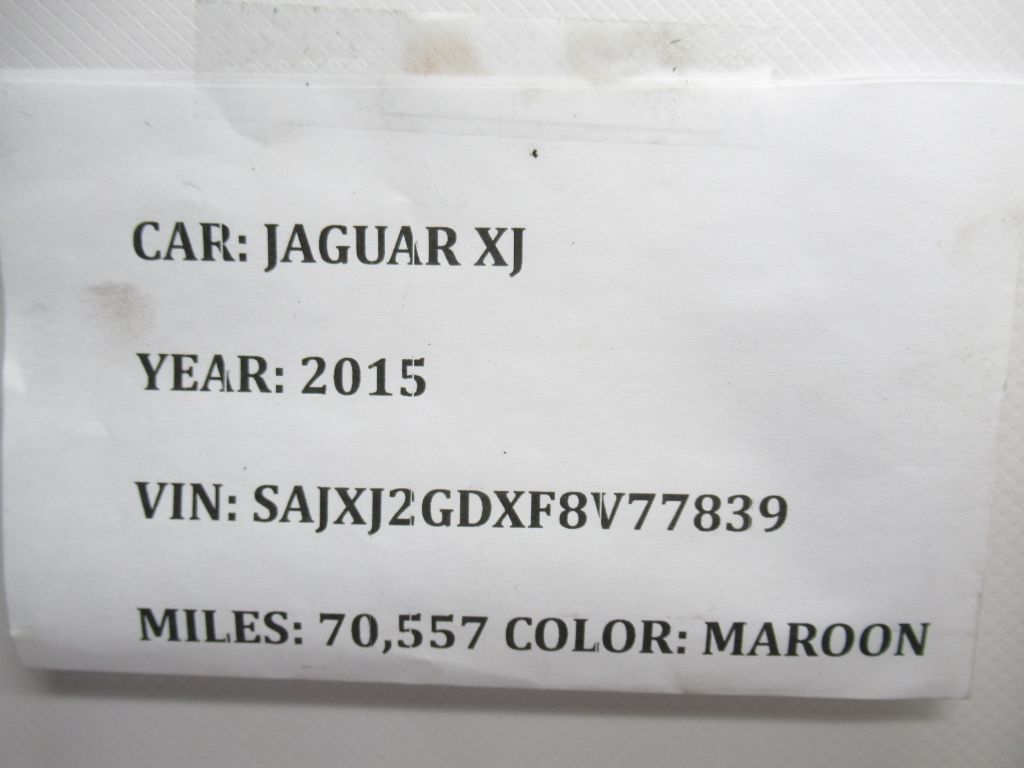 CAR: JAGUAR XJ
YEAR: 2015
VIN: SAJXJ2GDXF8V77839
MILES: 70,557 COLOR: MAROON